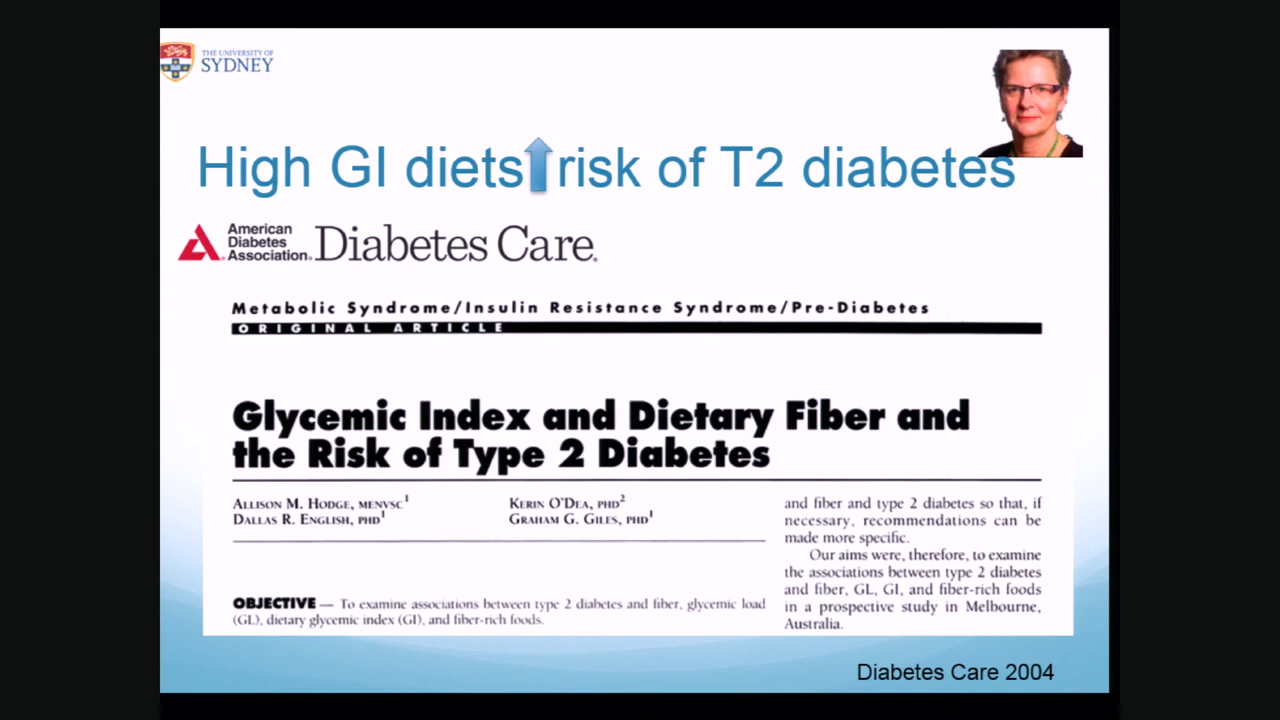 THE UNIVERSITY OF
SYDNEY
High GI diets risk of T2 diabetes
American
Diabetes
Association.
Diabetes Care.
Metabolic Syndrome/Insulin Resistance Syndrome/Pre-Diabetes
ORIGINAL ARTICLE
Glycemic Index and Dietary Fiber and
the Risk of Type 2 Diabetes
ALLISON M. HODGE, MENVSC1
DALLAS R. ENGLISH, PHD1
KERIN O'DEA, PHD2
GRAHAM G. GILES, PHD1
OBJECTIVE — To examine associations between type 2 diabetes and fiber, glycemic load
(GL), dietary glycemic index (GI), and fiber-rich foods.
and fiber and type 2 diabetes so that, if
necessary, recommendations can be
made more specific.
Our aims were, therefore, to examine
the associations between type 2 diabetes
and fiber, GL, GI, and fiber-rich foods
in a prospective study in Melbourne,
Australia.
Diabetes Care 2004